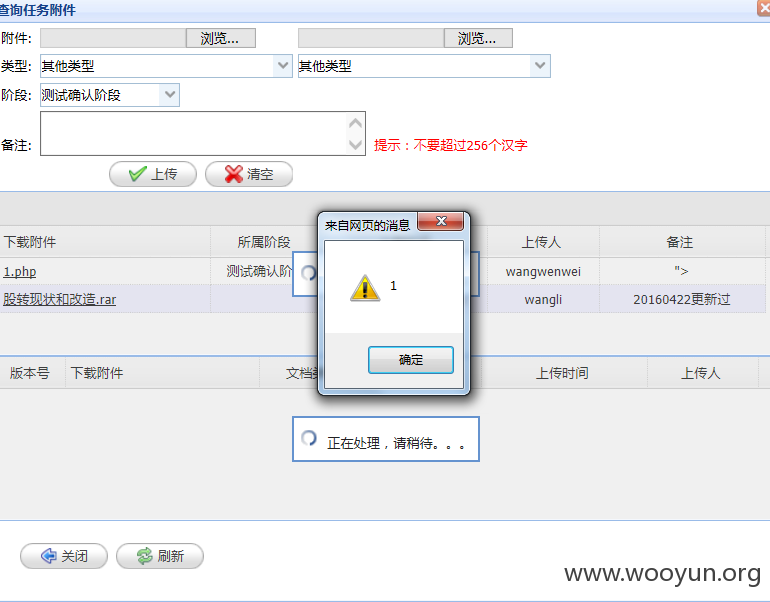 查询任务附件
附件: 浏览... 浏览...
类型: 其他类型 其他类型
阶段: 测试确认阶段
备注: 提示：不要超过256个汉字
上传 清空
来自网页的消息
下载附件 所属阶段 上传人 备注
1.php 测试确认阶 wangwenwei ">
1
股转现状和改造.rar wangli 20160422更新过
确定
版本号 下载附件 文档 上传时间 上传人
正在处理，请稍待。。。
关闭 刷新
www.wooyun.org